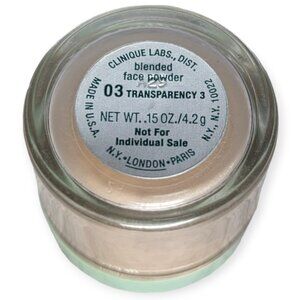 CLINIQUE LABS., DIST.
blended
face powder
03 TRANSPARENCY 3
NET WT. .15 OZ./4.2 g
Not For
Individual Sale
N.Y.•LONDON•PARIS
MADE IN U.S.A.
N.Y., N.Y. 10022